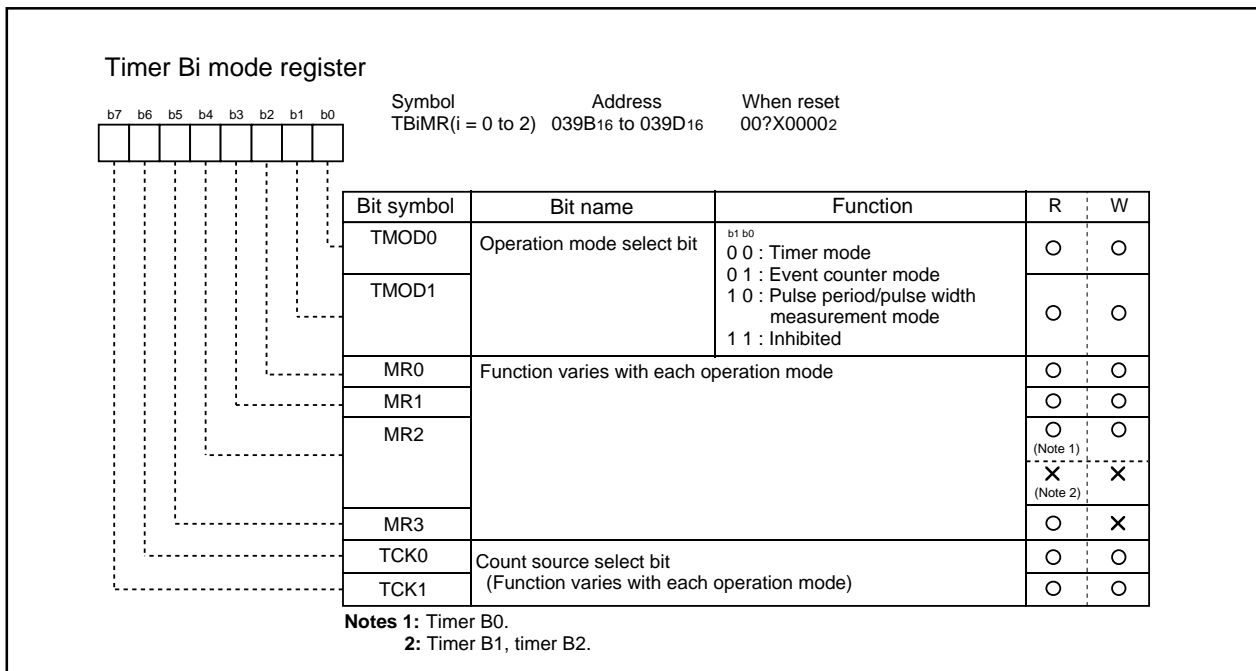 Timer Bi mode register
b7 b6 b5 b4 b3 b2 b1 b0
Symbol Address When reset
TBiMR(i = 0 to 2) 039B16 to 039D16 00?X00002
Bit symbol Bit name Function R W
TMOD0 Operation mode select bit
b1 b0
0 0 : Timer mode
0 1 : Event counter mode
TMOD1
1 0 : Pulse period/pulse width
measurement mode
1 1 : Inhibited
MR0 Function varies with each operation mode
MR1
MR2
(Note 1)
(Note 2)
MR3
TCK0 Count source select bit
TCK1 (Function varies with each operation mode)
Notes 1: Timer B0.
2: Timer B1, timer B2.